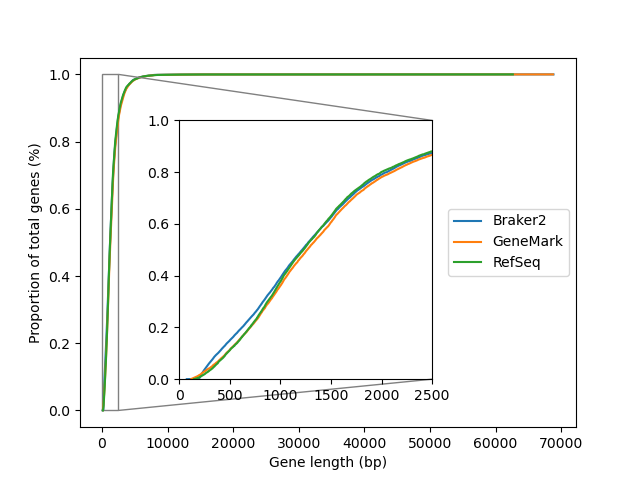 Proportion of total genes (%)
1.0
0.8
0.6
0.4
0.2
0.0
1.0
0.8
0.6
0.4
0.2
0.0
0 500 1000 1500 2000 2500
Braker2
GeneMark
RefSeq
0 10000 20000 30000 40000 50000 60000 70000
Gene length (bp)